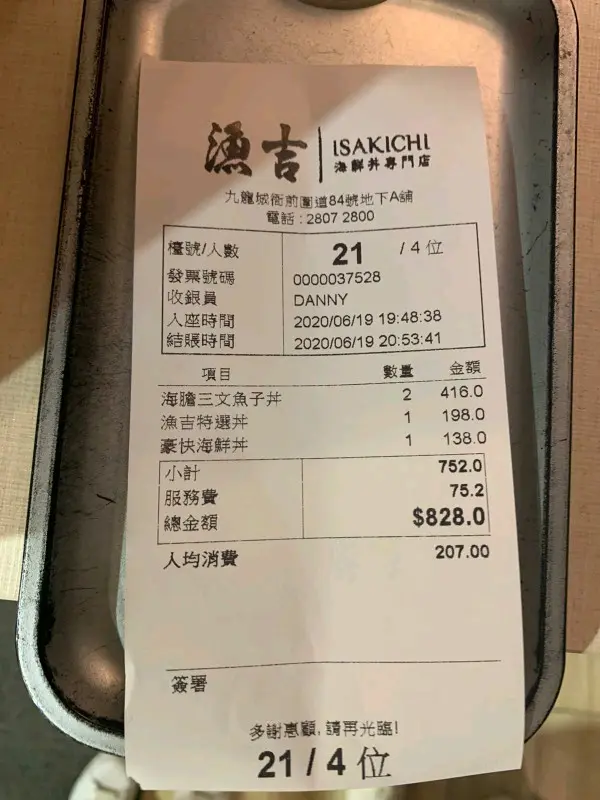 漁吉 ISAKICHI
海鮮丼專門店
九龍城衙前圍道84號地下A舖
電話 : 2807 2800
檯號/人數 21 / 4 位
發票號碼 0000037528
收銀員 DANNY
入座時間 2020/06/19 19:48:38
結賬時間 2020/06/19 20:53:41
項目 數量 金額
海膽三文魚子丼 2 416.0
漁吉特選丼 1 198.0
豪快海鮮丼 1 138.0
小計 752.0
服務費 75.2
總金額 $828.0
人均消費 207.00
簽署
多謝惠顧, 請再光臨!
21 / 4 位